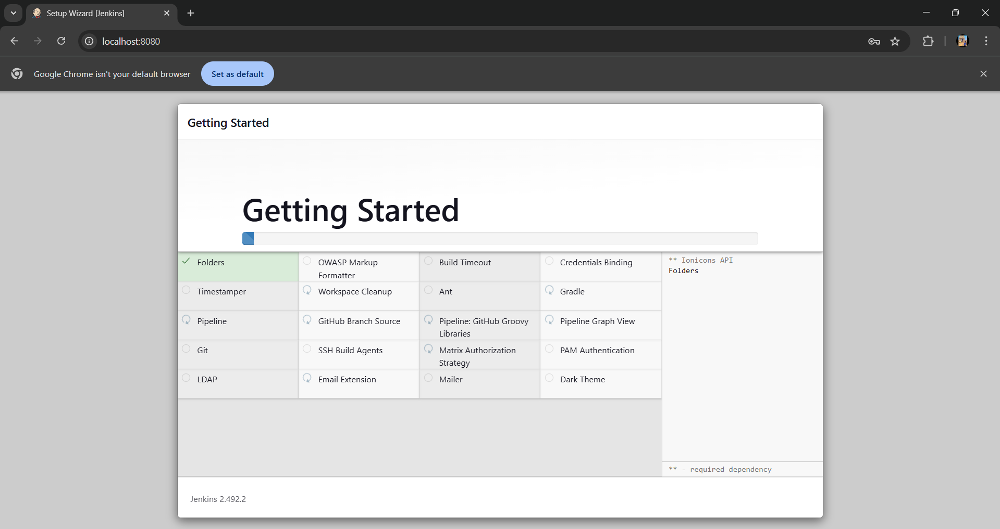 Setup Wizard [Jenkins]
localhost:8080
Google Chrome isn't your default browser
Set as default
Getting Started
Getting Started
Folders
OWASP Markup
Formatter
Build Timeout
Credentials Binding
** Ionicons API
Folders
Timestamper
Workspace Cleanup
Ant
Gradle
Pipeline
GitHub Branch Source
Pipeline: GitHub Groovy
Libraries
Pipeline Graph View
Git
SSH Build Agents
Matrix Authorization
Strategy
PAM Authentication
LDAP
Email Extension
Mailer
Dark Theme
** - required dependency
Jenkins 2.492.2